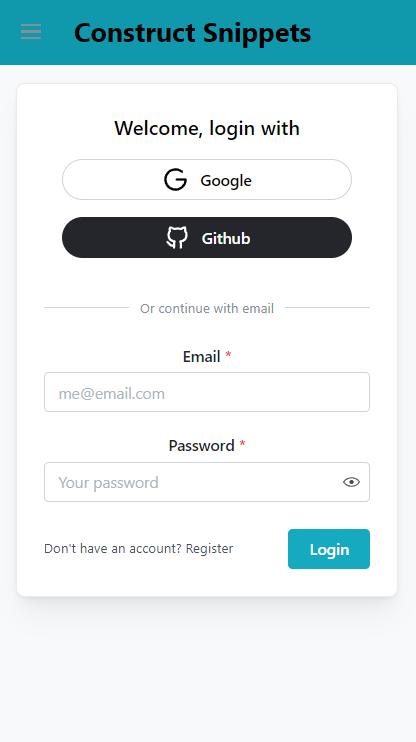 Construct Snippets
Welcome, login with
Google
Github
Or continue with email
Email *
me@email.com
Password *
Your password
Don't have an account? Register
Login